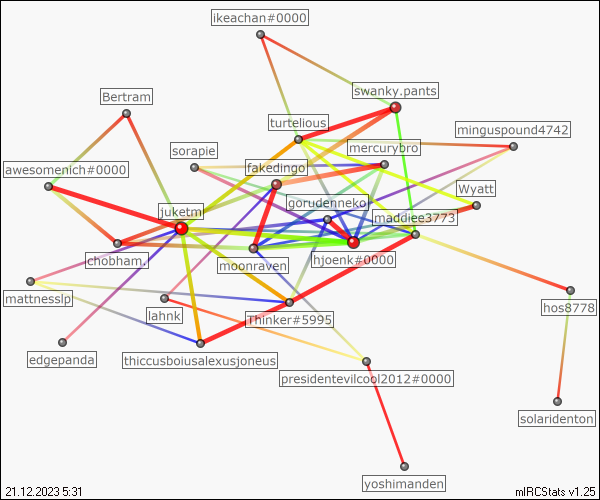 ikeachan#0000
swanky.pants
Bertram
turtelious
minguspound4742
mercurybro
sorapie
fakedingo
awesomenich#0000
Wyatt
gorudenneko
juketm
maddiee3773
chobham.
moonraven
hjoenk#0000
mattnesslp
lahnk
Thinker#5995
hos8778
edgepanda
thiccusboiusalexusjoneus
presidentevilcool2012#0000
solaridenton
yoshimanden
21.12.2023 5:31
mIRCStats v1.25